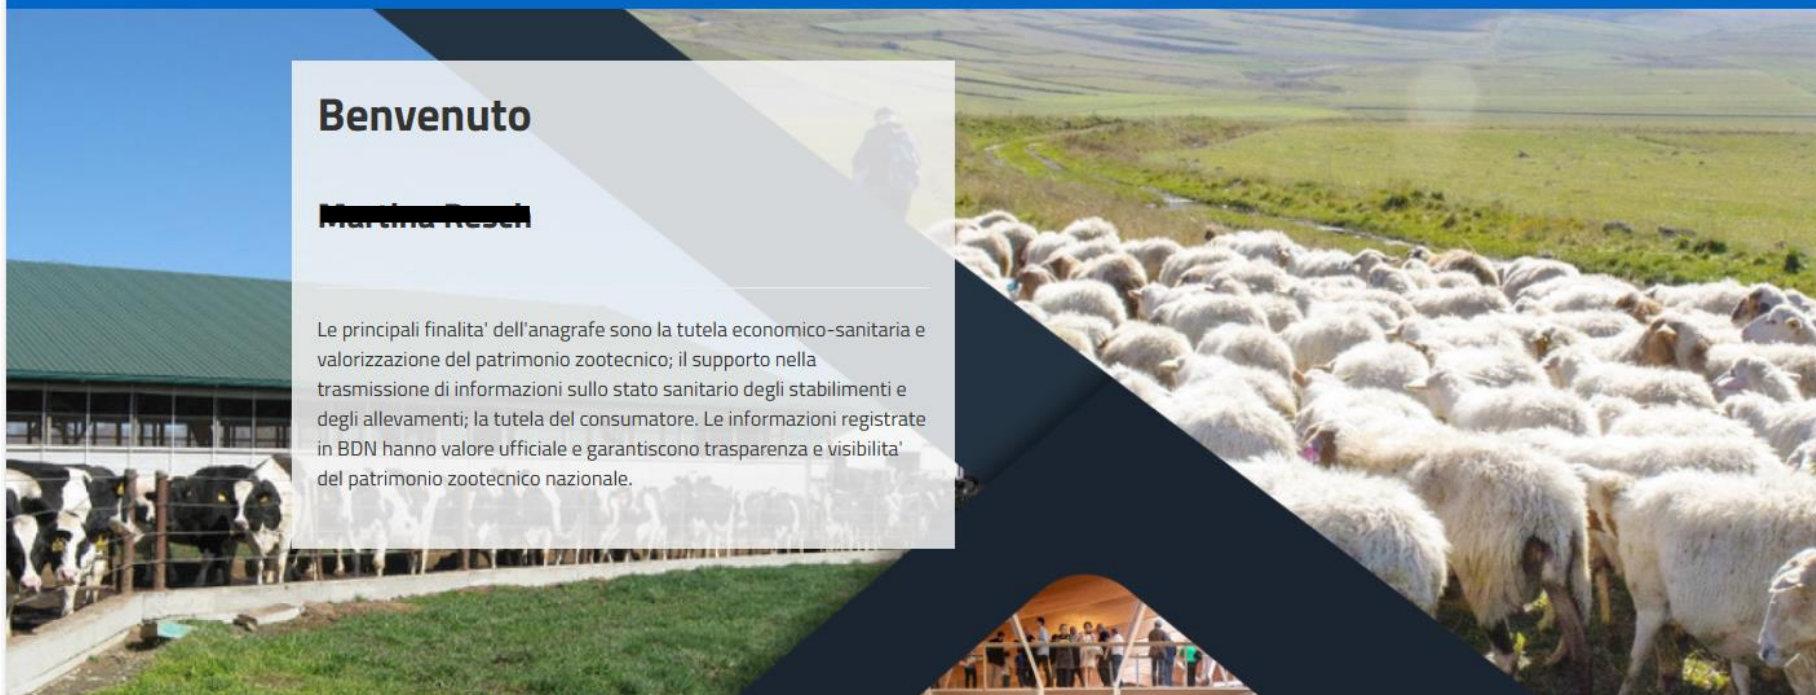 Benvenuto
Le principali finalita' dell'anagrafe sono la tutela economico-sanitaria e
valorizzazione del patrimonio zootecnico; il supporto nella
trasmissione di informazioni sullo stato sanitario degli stabilimenti e
degli allevamenti; la tutela del consumatore. Le informazioni registrate
in BDN hanno valore ufficiale e garantiscono trasparenza e visibilita'
del patrimonio zootecnico nazionale.